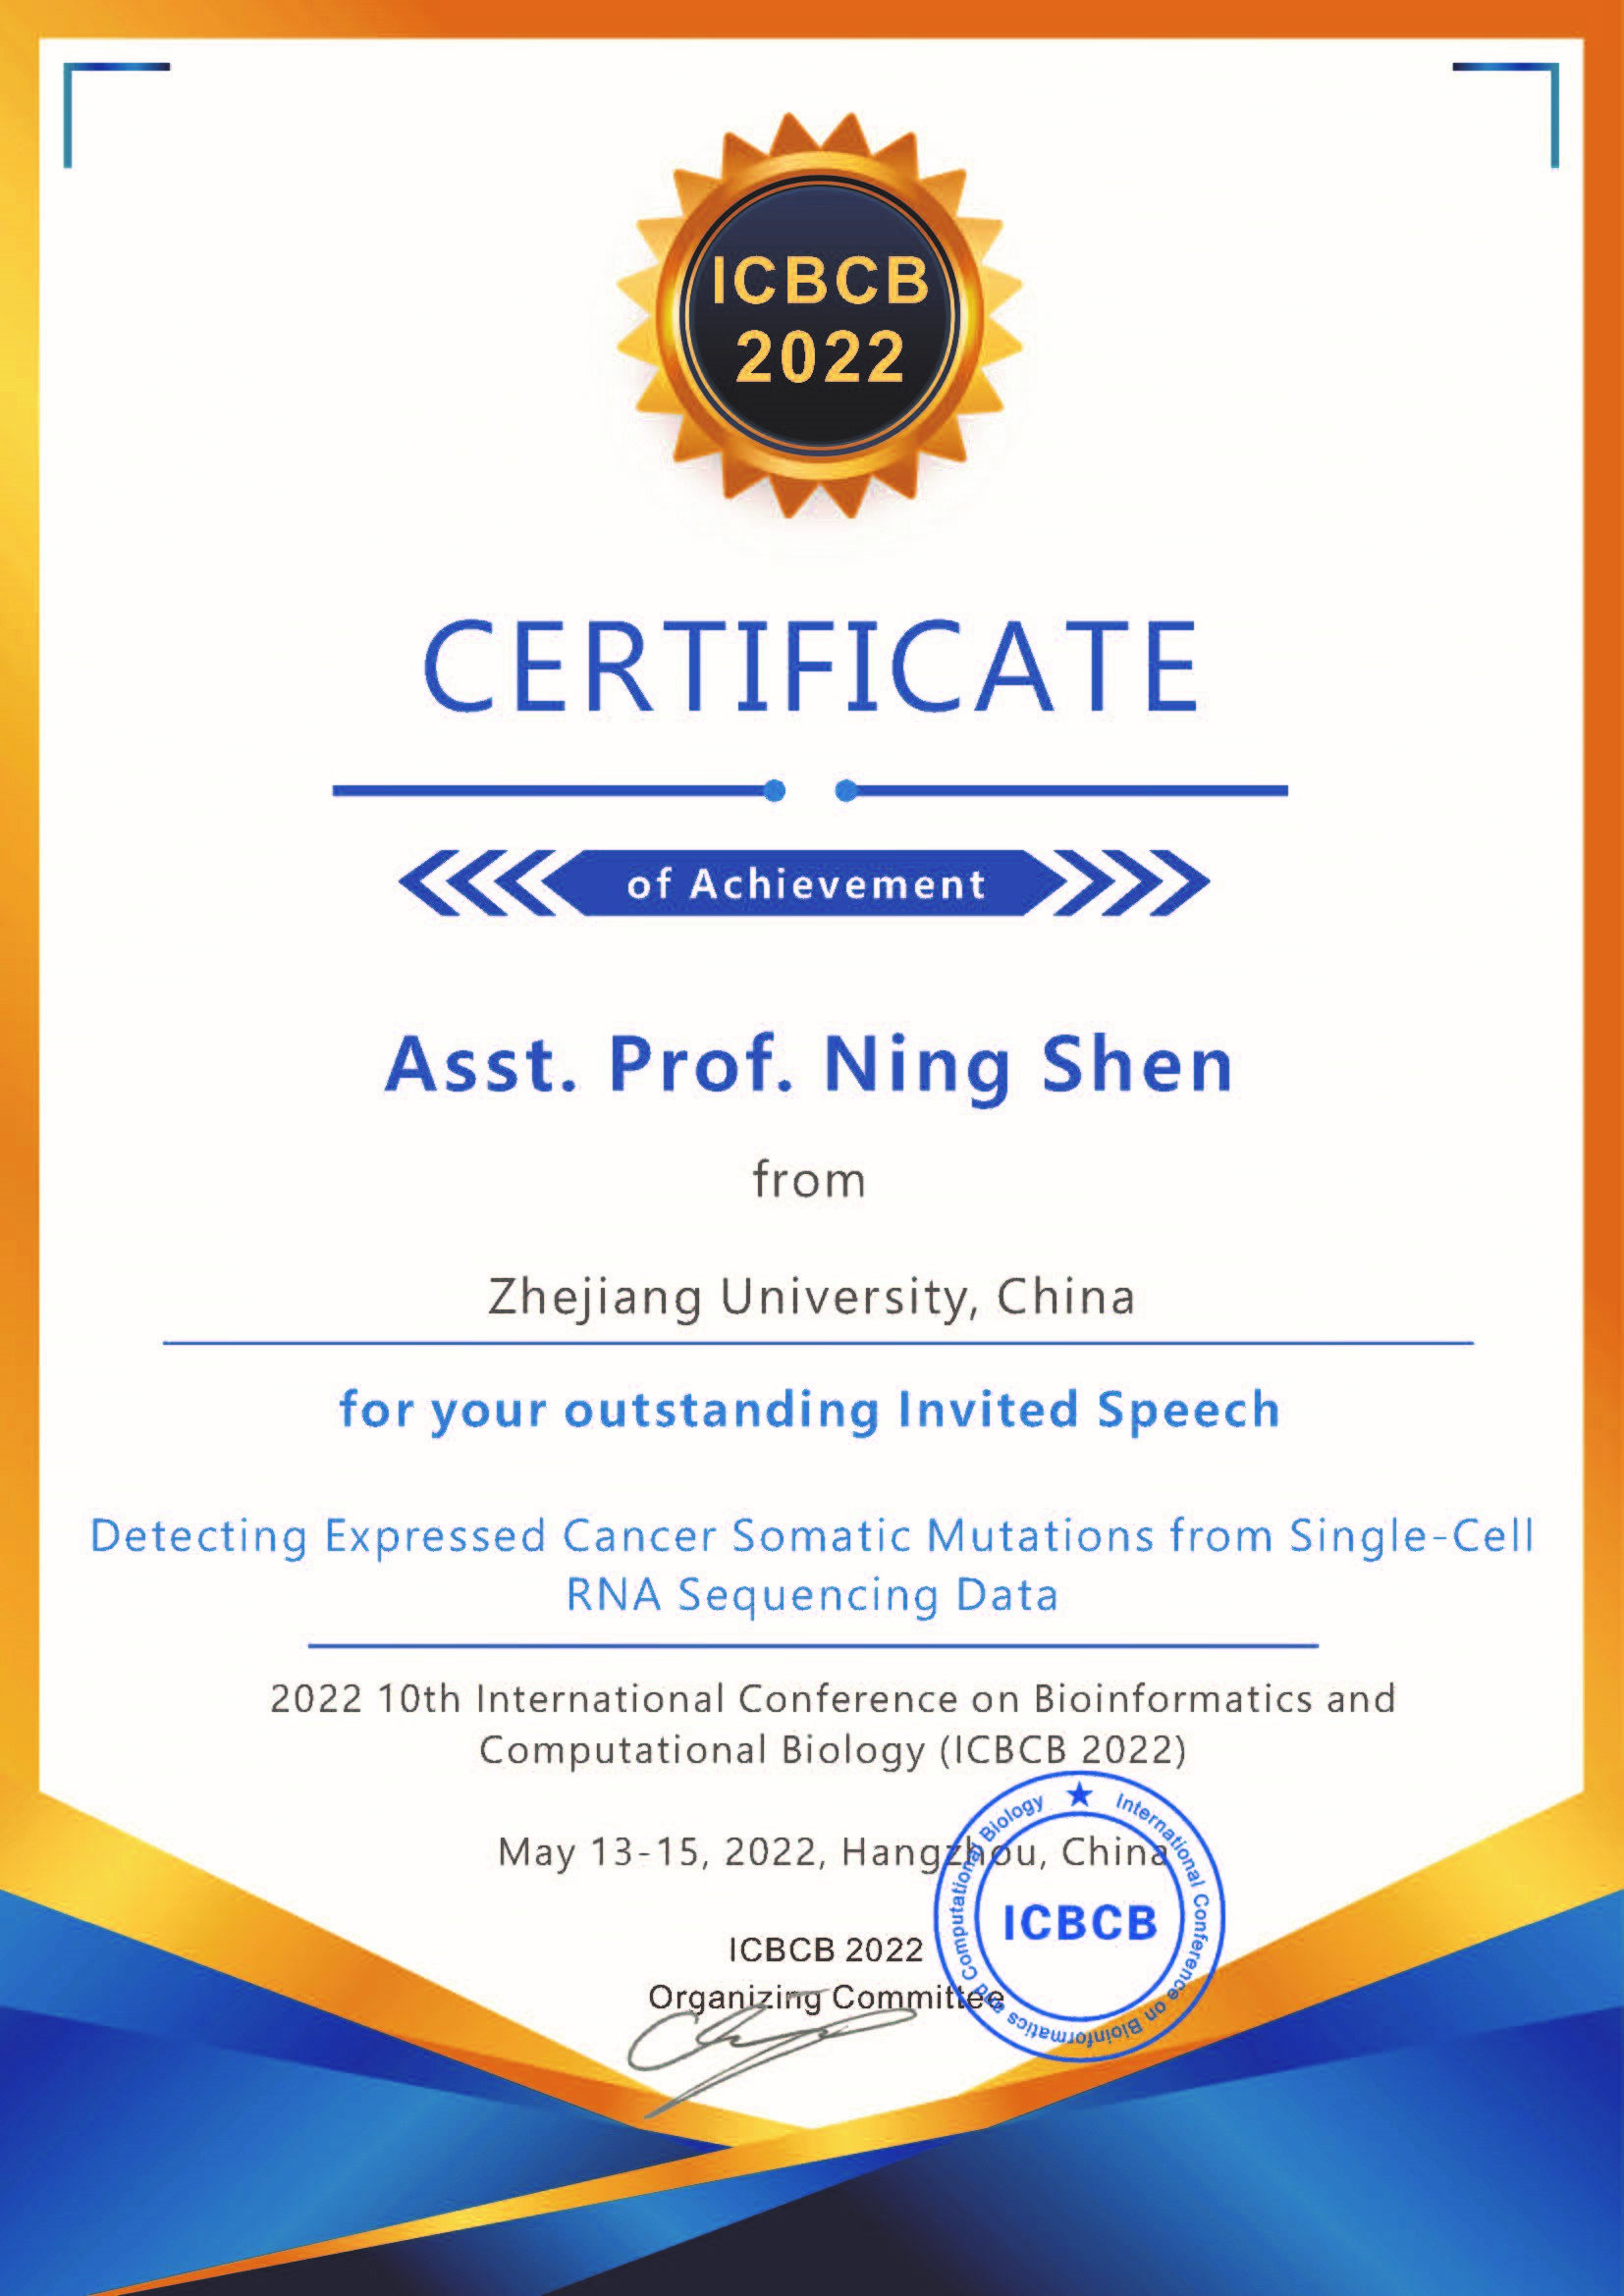 ICBCB
2022
CERTIFICATE
of Achievement
Asst. Prof. Ning Shen
from
Zhejiang University, China
for your outstanding Invited Speech
Detecting Expressed Cancer Somatic Mutations from Single-Cell
RNA Sequencing Data
2022 10th International Conference on Bioinformatics and
Computational Biology (ICBCB 2022)
May 13-15, 2022, Hangzhou, China
ICBCB 2022
Organizing Committee
International Conference on Bioinformatics and Computational Biology
ICBCB